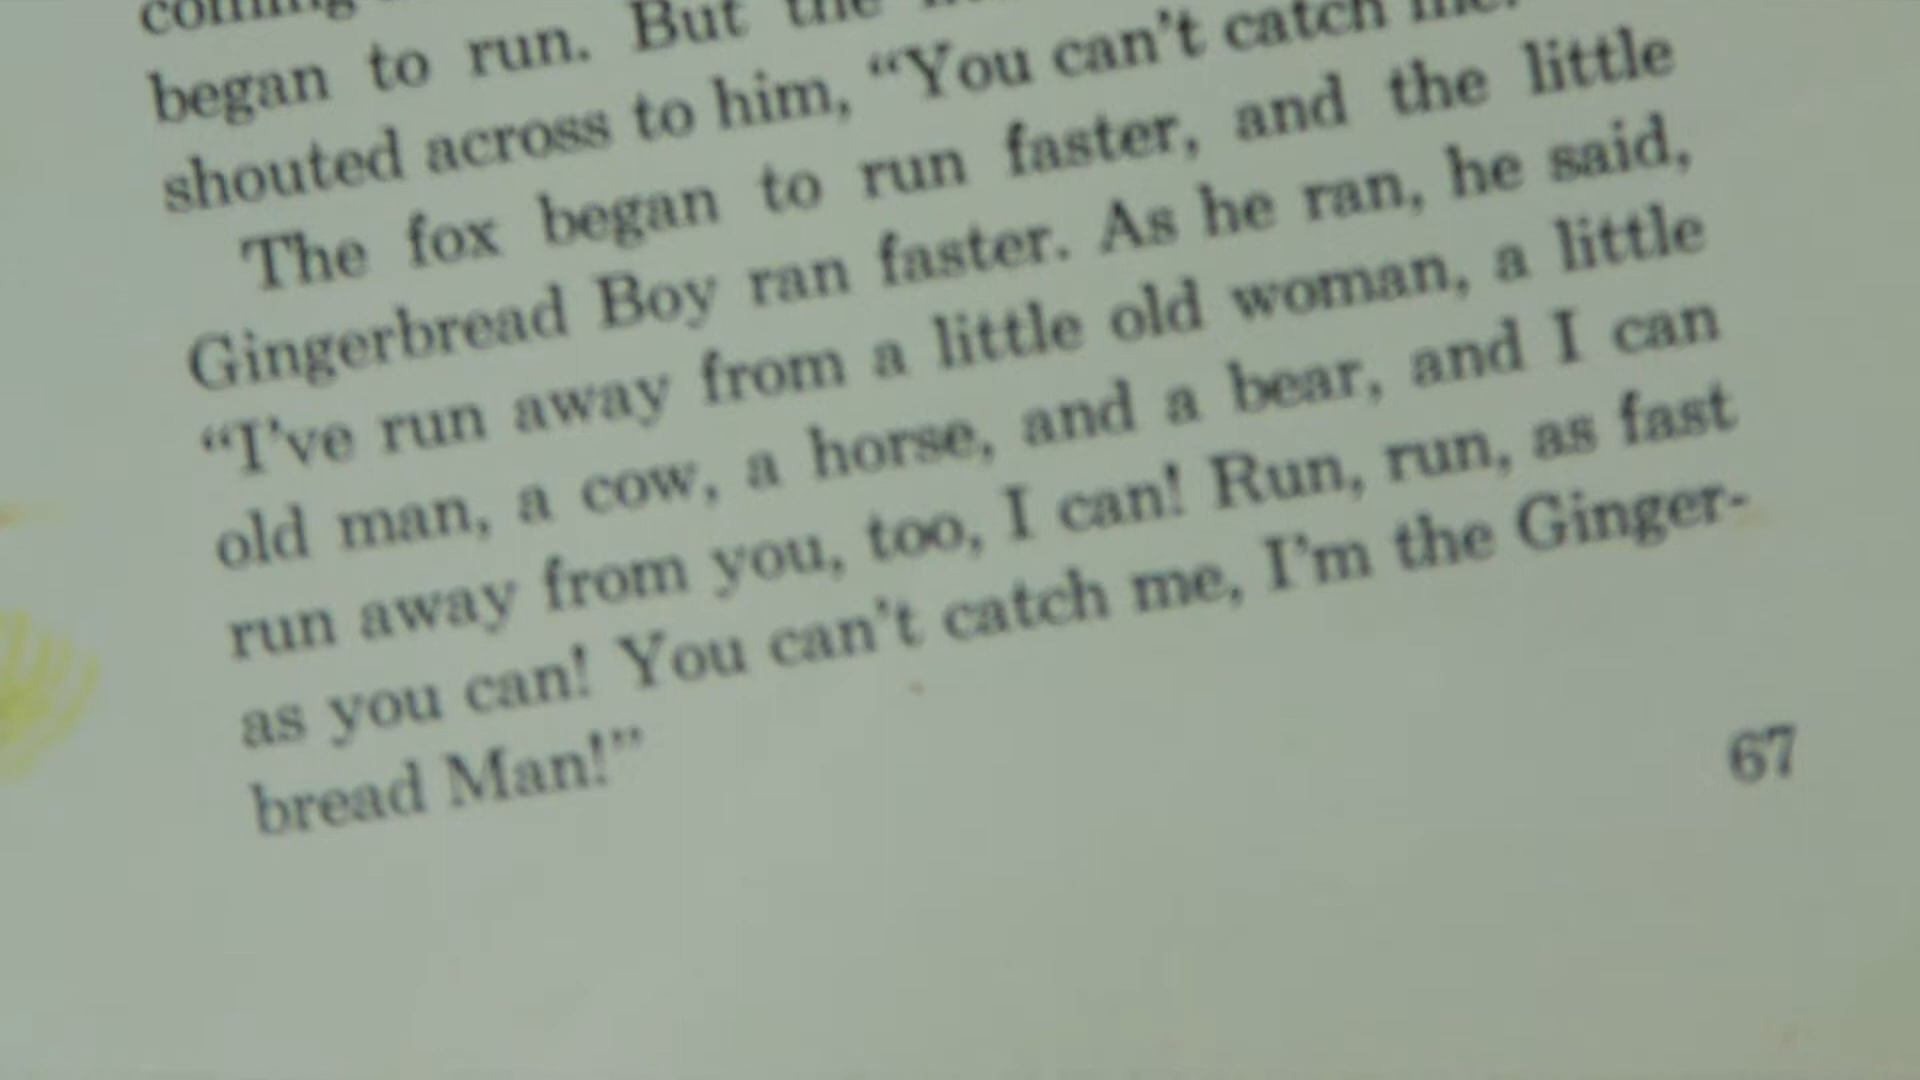 began to run. But the
shouted across to him, “You can’t catch me.
The fox began to run faster, and the little
Gingerbread Boy ran faster. As he ran, he said,
“I’ve run away from a little old woman, a little
old man, a cow, a horse, and a bear, and I can
run away from you, too, I can! Run, run, as fast
as you can! You can’t catch me, I’m the Ginger-
bread Man!”
67